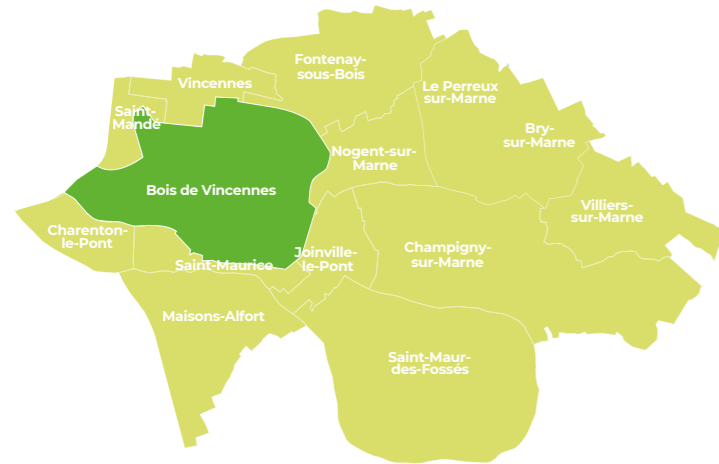 Fontenay-
sous-Bois
Vincennes
Le Perreux
sur-Marne
Saint-
Mandé
Bry-
sur-Marne
Nogent-sur-
Marne
Bois de Vincennes
Villiers-
sur-Marne
Charenton-
le-Pont
Saint-Maurice
Joinville-
le-Pont
Champigny-
sur-Marne
Maisons-Alfort
Saint-Maur-
des-Fossés